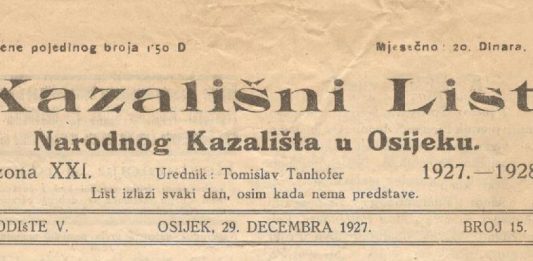 ene pojedinog broja 1·50 D Mjesečno: 20. Dinara.
Kazališni List
Narodnog Kazališta u Osijeku.
zona XXI. Urednik: Tomislav Tanhofer 1927.—1928
List izlazi svaki dan, osim kada nema predstave.
ODIšTE V. OSIJEK, 29. DECEMBRA 1927. BROJ 15.